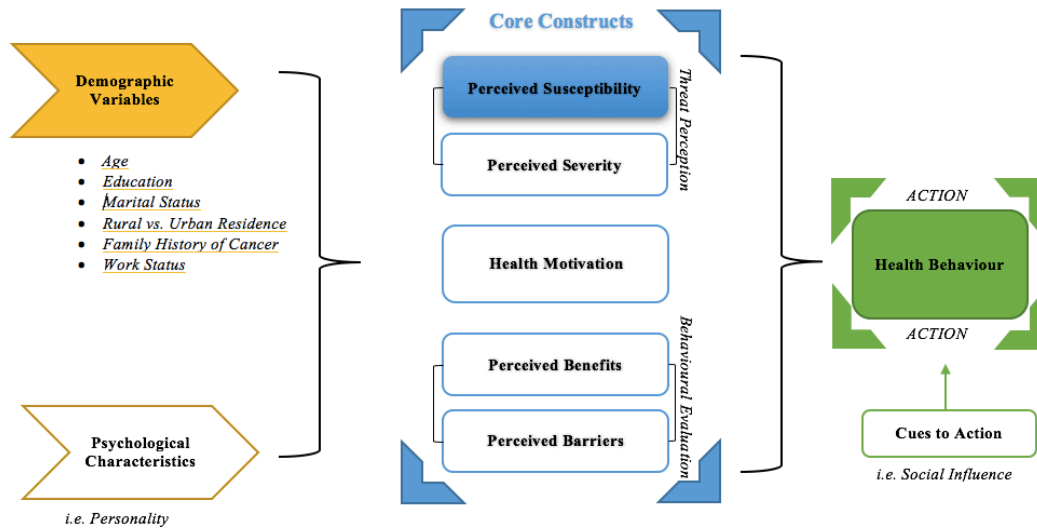 Demographic
Variables
Age
Education
Marital Status
Rural vs. Urban Residence
Family History of Cancer
Work Status
Psychological
Characteristics
i.e. Personality
Core Constructs
Perceived Susceptibility
Perceived Severity
Threat Perception
Health Motivation
Perceived Benefits
Perceived Barriers
Behavioural Evaluation
ACTION
Health Behaviour
ACTION
Cues to Action
i.e. Social Influence